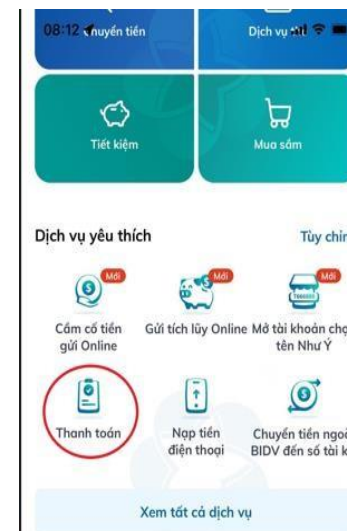 08:12
Chuyển tiền
Dịch vụ
Tiết kiệm
Mua sắm
Dịch vụ yêu thích
Tùy chỉn
Mới
Mới
Mới
Cầm cố tiền
gửi Online
Gửi tích lũy Online
Mở tài khoản chọ
tên Như Ý
Thanh toán
Nạp tiền
điện thoại
Chuyển tiền ngoà
BIDV đến số tài k
Xem tất cả dịch vụ